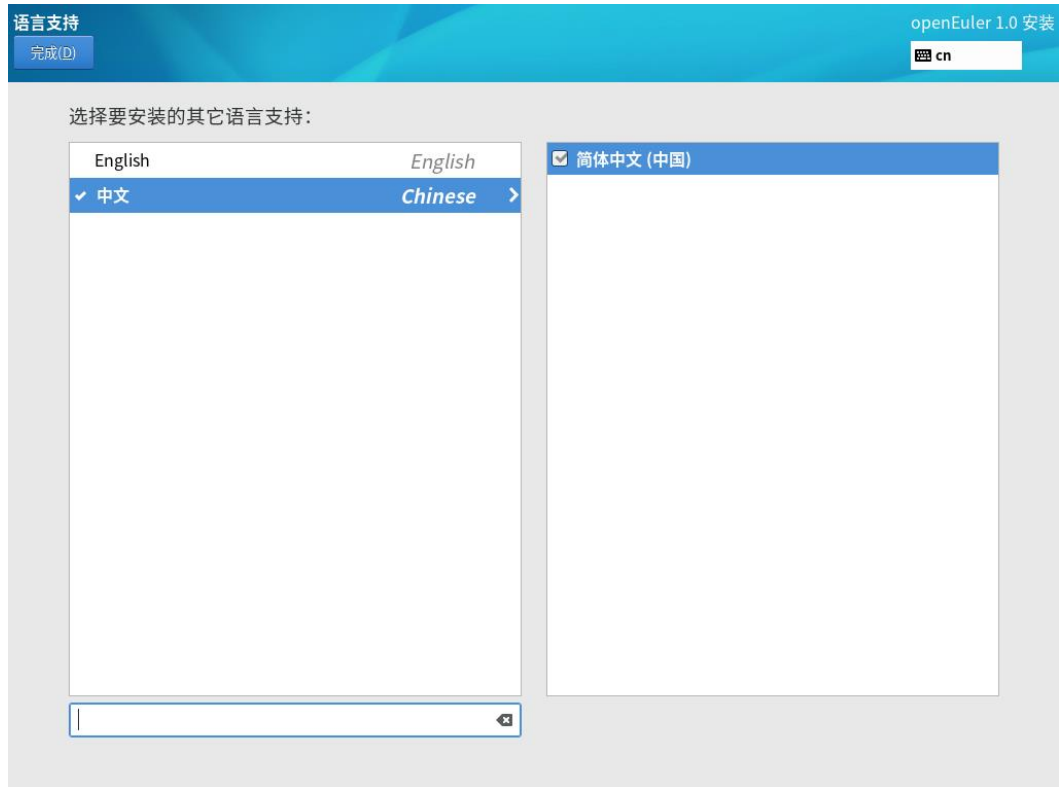 语言支持
openEuler 1.0 安装
完成(D)
cn
选择要安装的其它语言支持：
English English
中文 Chinese
简体中文 (中国)